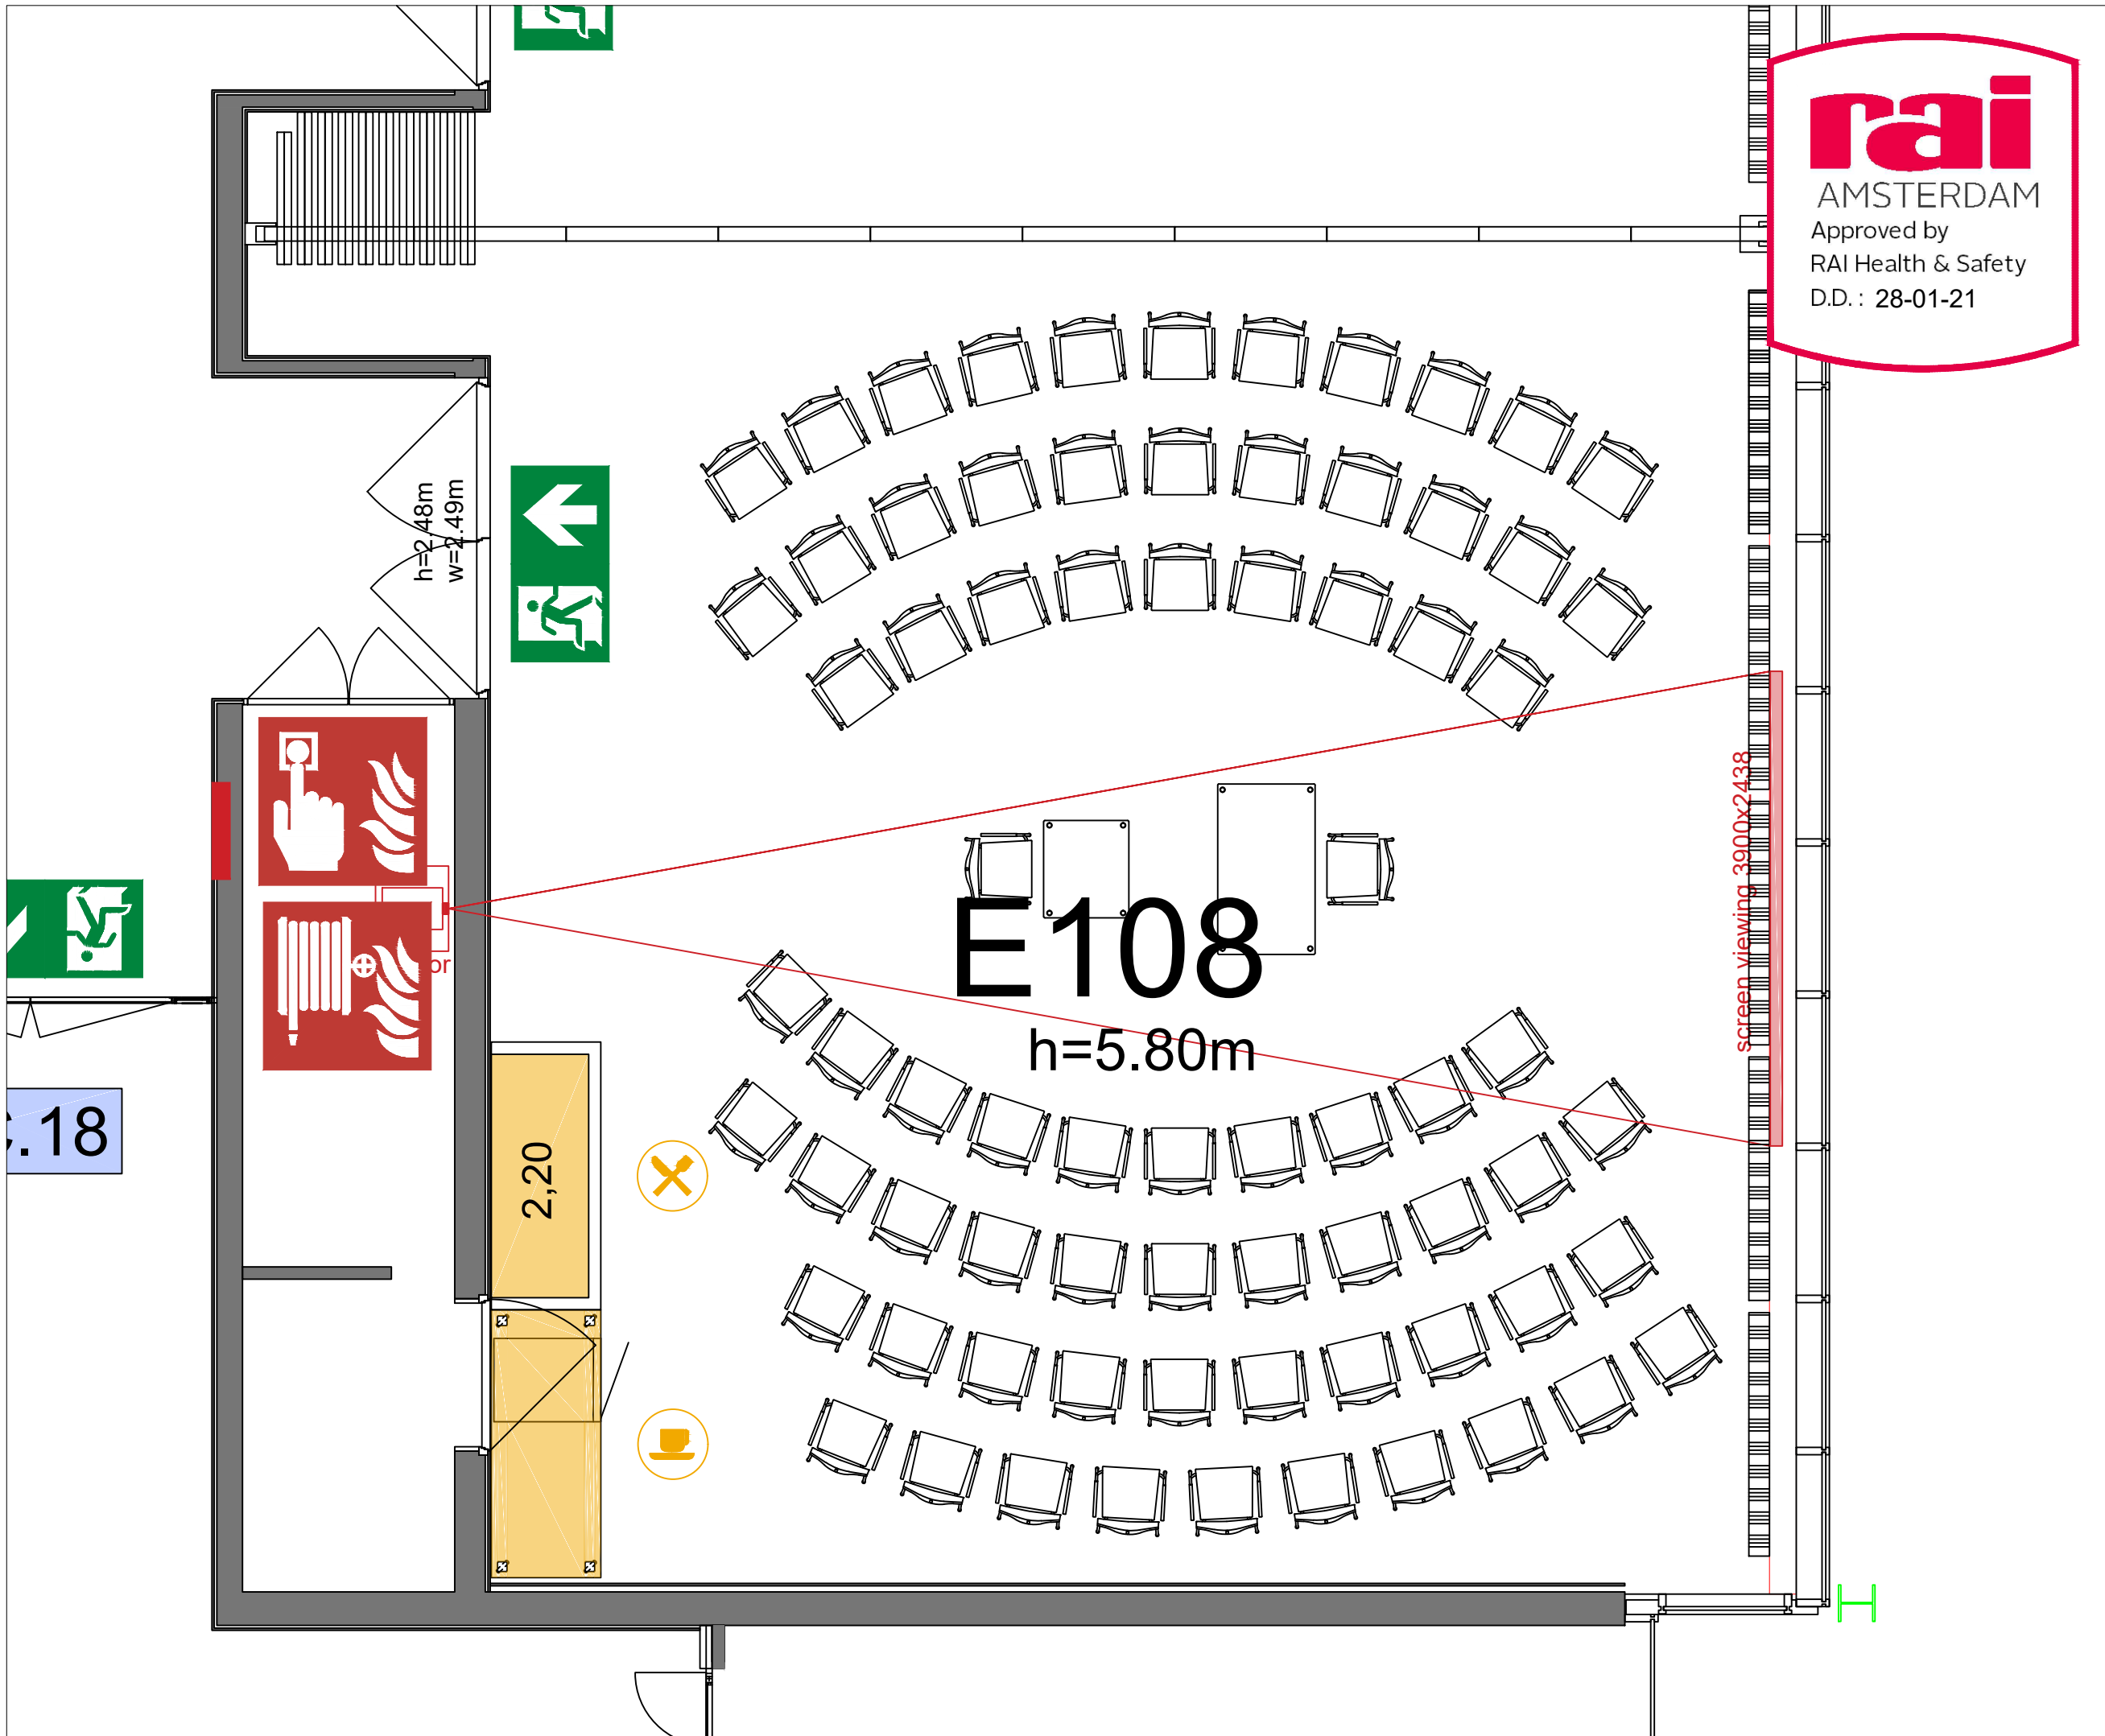 rai
AMSTERDAM
Approved by
RAI Health & Safety
D.D. : 28-01-21
h=2.48m
w=2.49m
screen viewing 3900x2438
E108
h=5.80m
or
.18
2,20